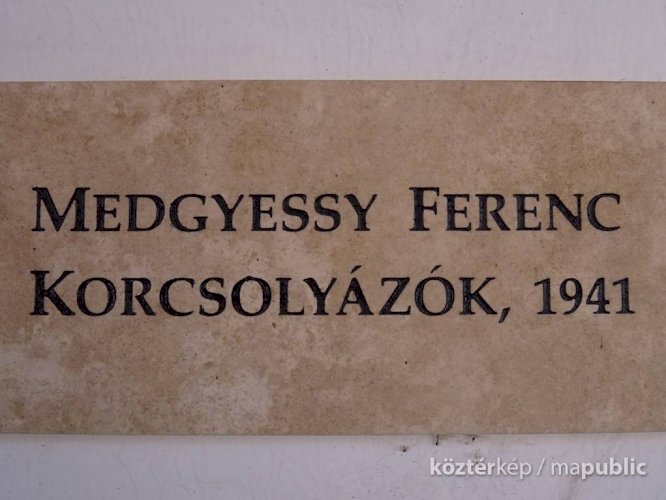 MEDGYESSY FERENC
KORCSOLYÁZÓK, 1941
köztérkép / mapublic